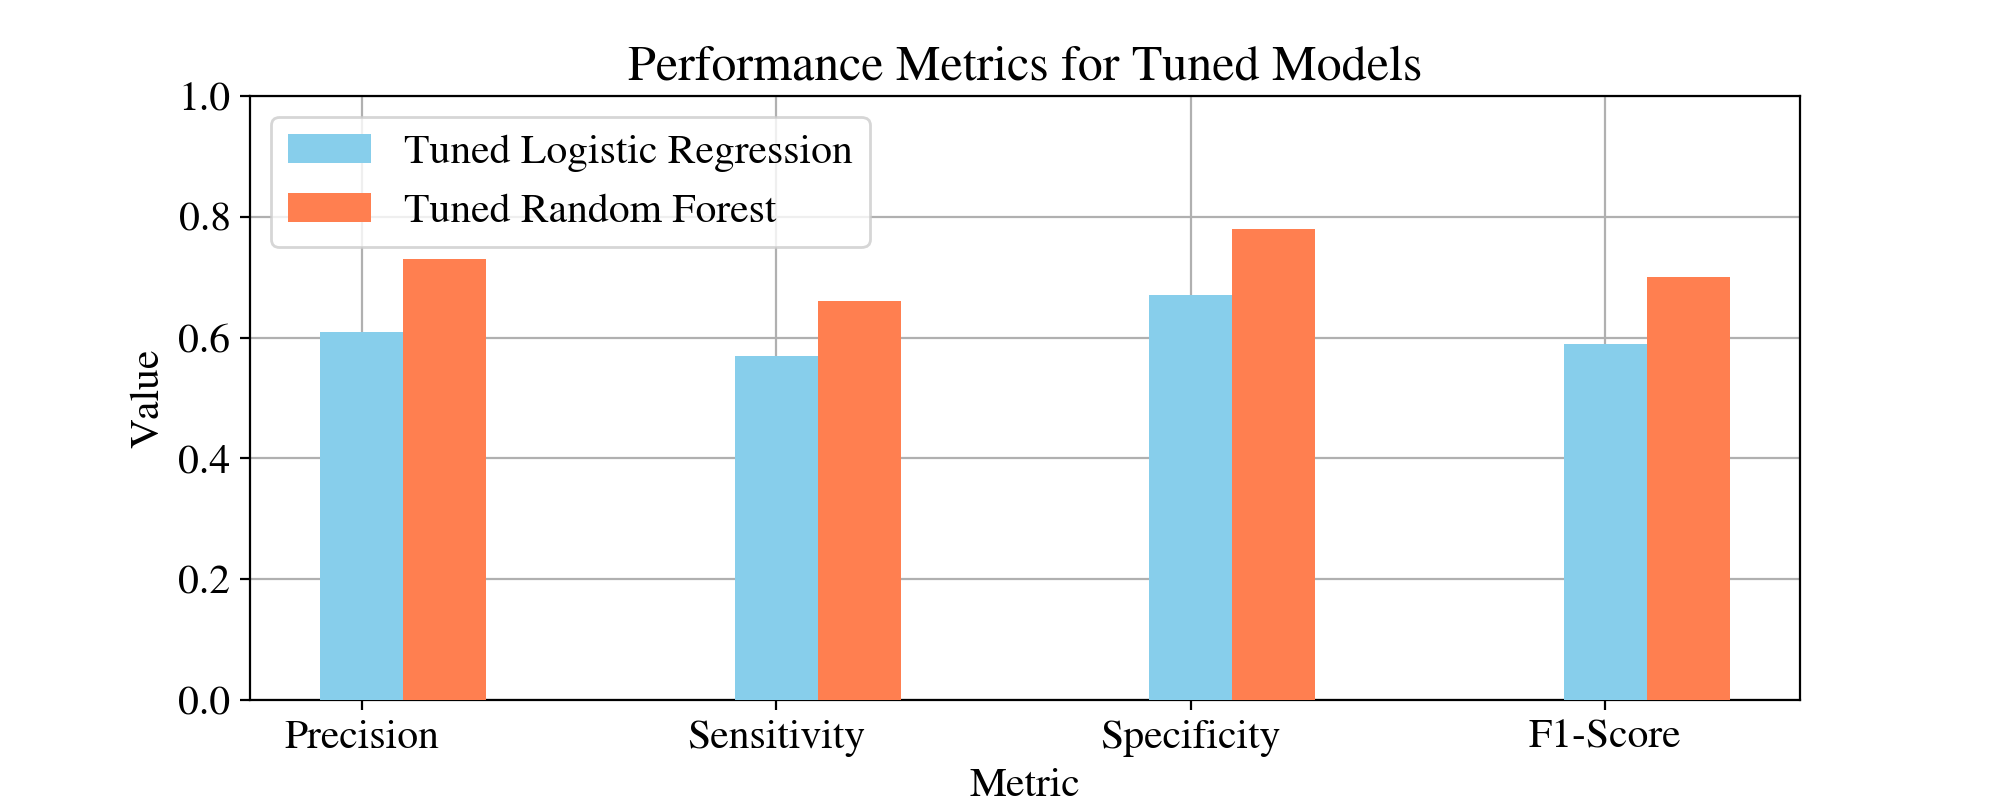 Performance Metrics for Tuned Models
1.0
0.8
0.6
0.4
0.2
0.0
Value
Tuned Logistic Regression
Tuned Random Forest
Precision
Sensitivity
Specificity
F1-Score
Metric